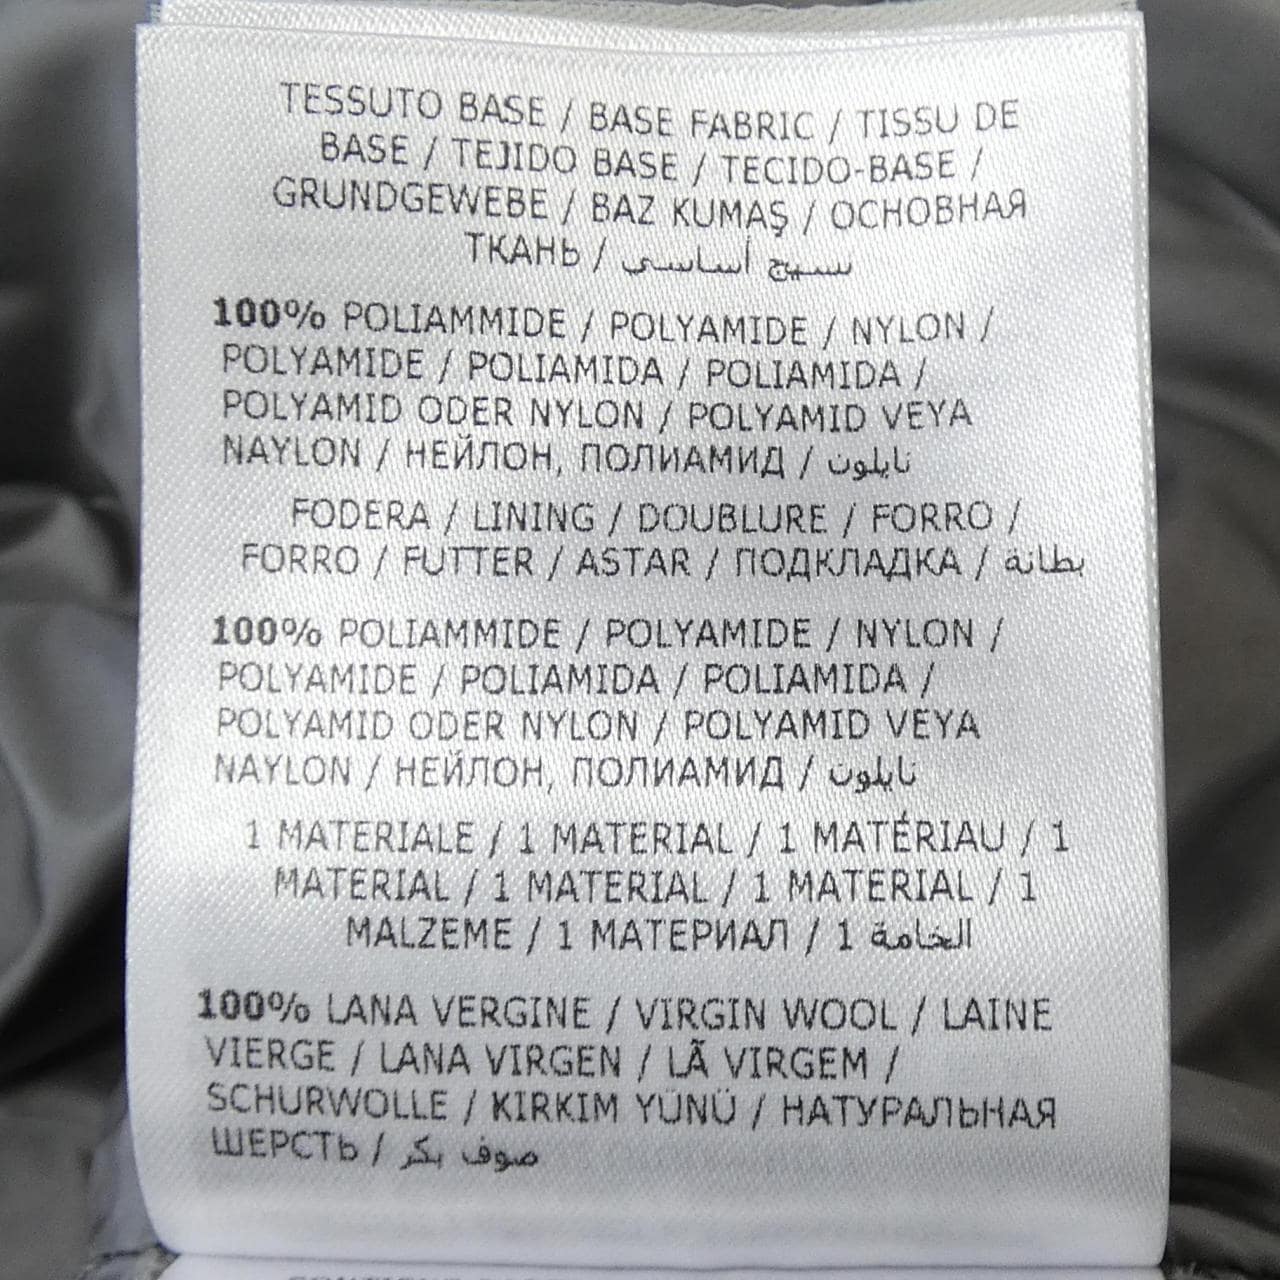 TESSUTO BASE / BASE FABRIC / TISSU DE
BASE / TEJIDO BASE / TECIDO-BASE /
GRUNDGEWEBE / BAZ KUMAŞ / ОСНОВНАЯ
ТКАНЬ / نسيج أساسي
100% POLIAMMIDE / POLYAMIDE / NYLON /
POLYAMIDE / POLIAMIDA / POLIAMIDA /
POLYAMID ODER NYLON / POLYAMID VEYA
NAYLON / НЕЙЛОН, ПОЛИАМИД / نايلون
FODERA / LINING / DOUBLURE / FORRO /
FORRO / FUTTER / ASTAR / ПОДКЛАДКА / بطانة
100% POLIAMMIDE / POLYAMIDE / NYLON /
POLYAMIDE / POLIAMIDA / POLIAMIDA /
POLYAMID ODER NYLON / POLYAMID VEYA
NAYLON / НЕЙЛОН, ПОЛИАМИД / نايلون
1 MATERIALE / 1 MATERIAL / 1 MATÉRIAU / 1
MATERIAL / 1 MATERIAL / 1 MATERIAL / 1
MALZEME / 1 МАТЕРИАЛ / 1 الخامة
100% LANA VERGINE / VIRGIN WOOL / LAINE
VIERGE / LANA VIRGEN / LÃ VIRGEM /
SCHURWOLLE / KIRKIM YÜNÜ / НАТУРАЛЬНАЯ
ШЕРСТЬ / صوف بكر